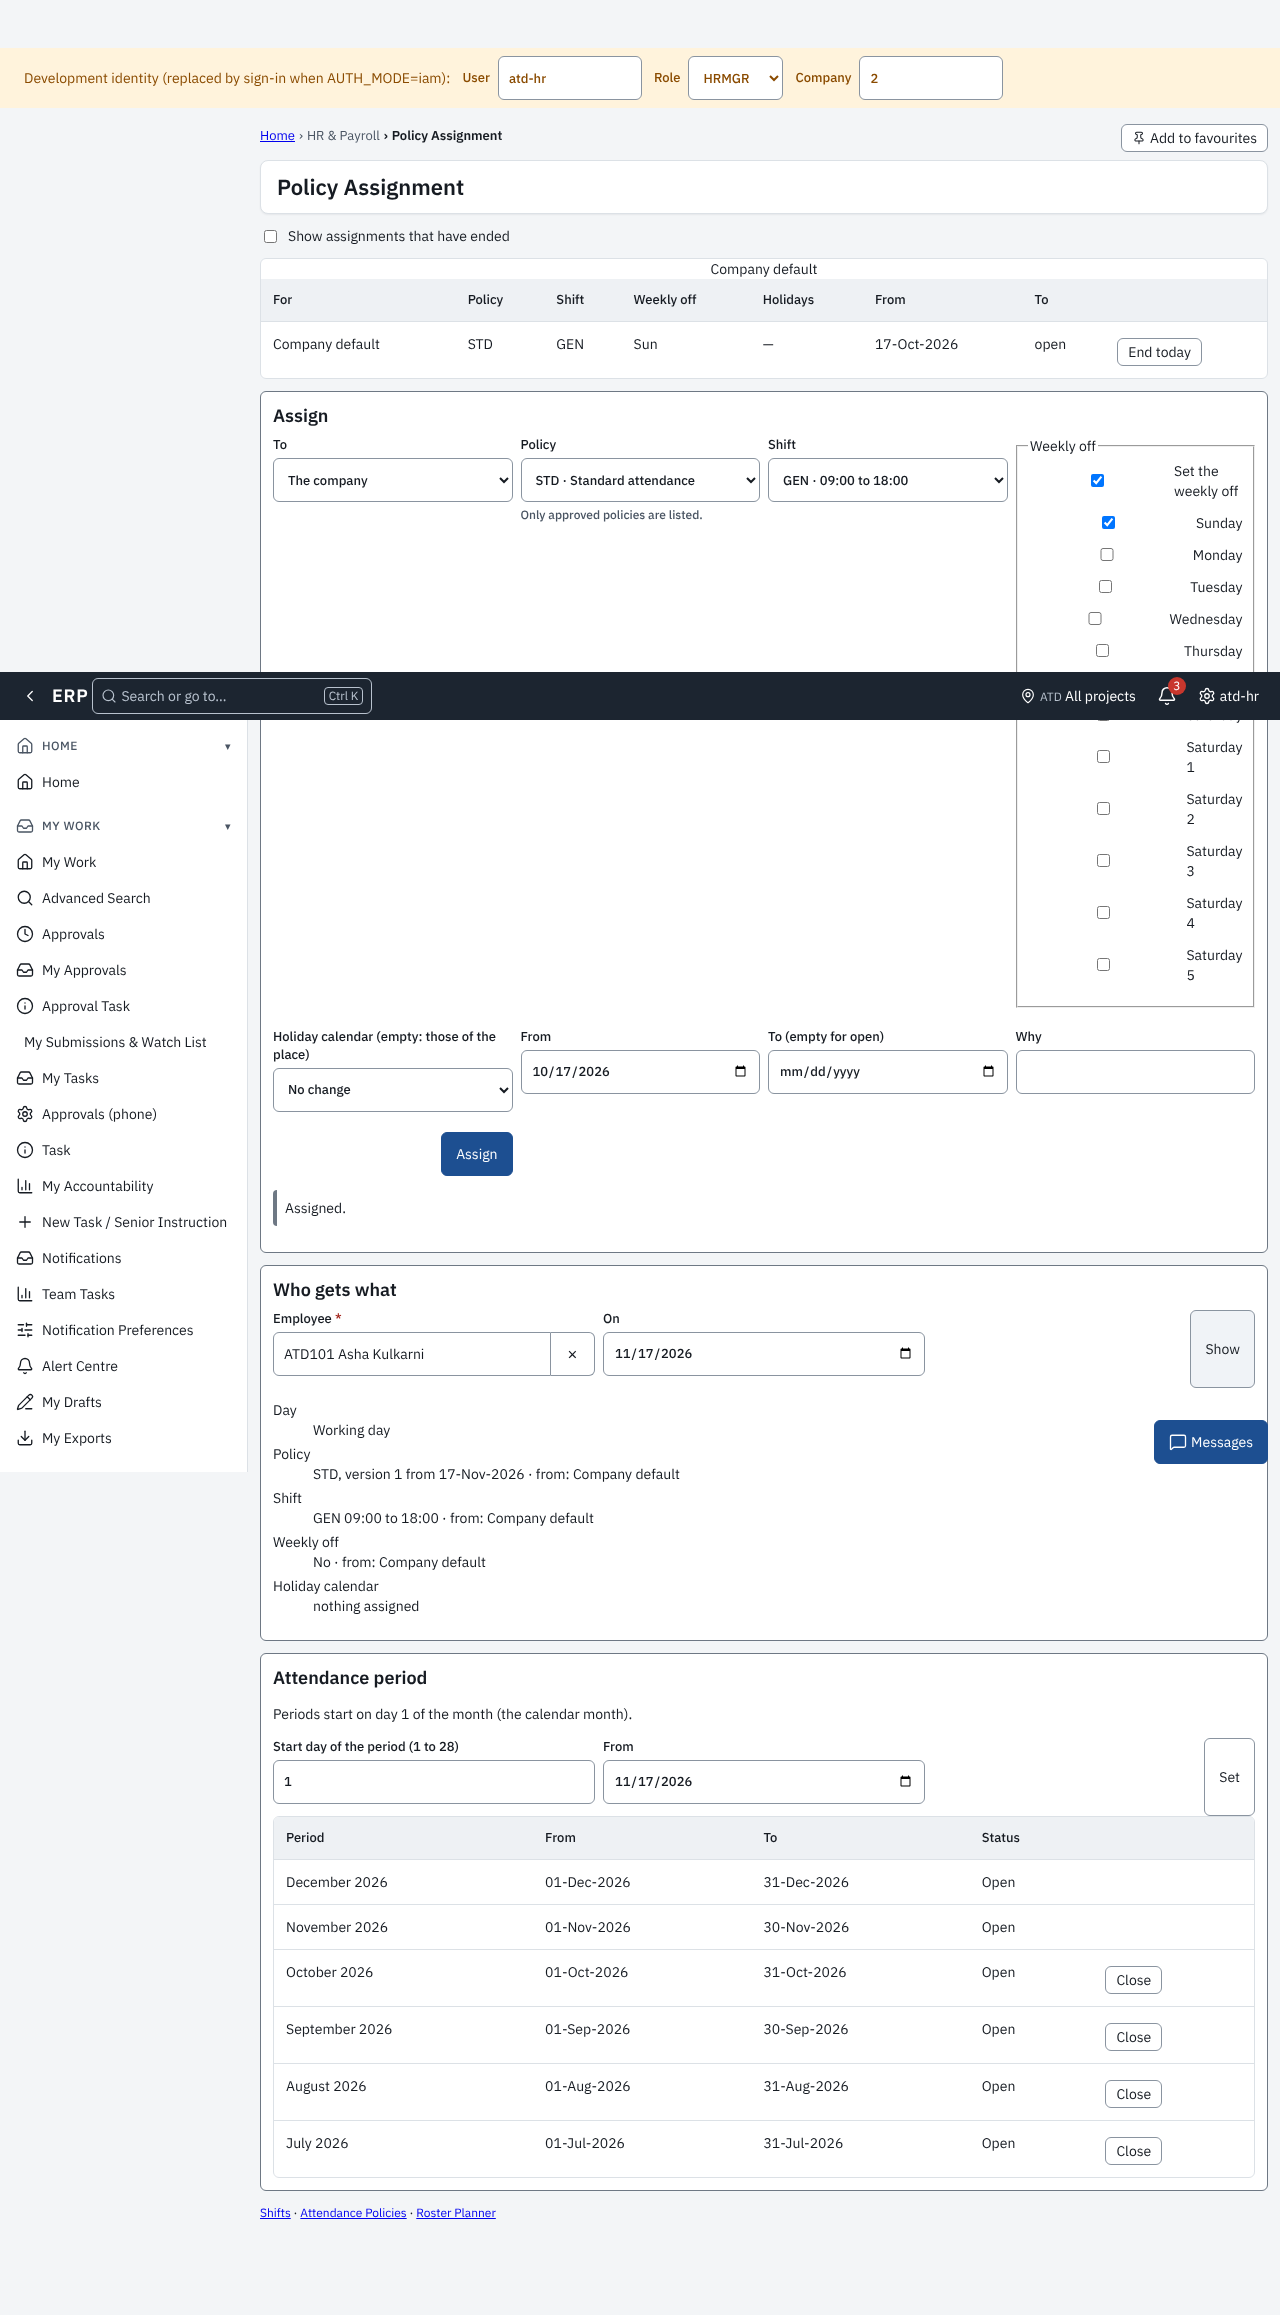 Development identity (replaced by sign-in when AUTH_MODE=iam): User atd-hr Role HRMGR Company 2
Home › HR & Payroll › Policy Assignment
Add to favourites
Policy Assignment
Show assignments that have ended
Company default
For Policy Shift Weekly off Holidays From To
Company default STD GEN Sun — 17-Oct-2026 open End today
Assign
To Policy Shift Weekly off
The company STD · Standard attendance GEN · 09:00 to 18:00
Only approved policies are listed.
Set the
weekly off
Sunday
Monday
Tuesday
Wednesday
Thursday
ERP Search or go to... Ctrl K ATD All projects 3 atd-hr
HOME
Home
MY WORK
My Work
Advanced Search
Approvals
My Approvals
Approval Task
My Submissions & Watch List
My Tasks
Approvals (phone)
Task
My Accountability
New Task / Senior Instruction
Notifications
Team Tasks
Notification Preferences
Alert Centre
My Drafts
My Exports
Saturday
1
Saturday
2
Saturday
3
Saturday
4
Saturday
5
Holiday calendar (empty: those of the
place)
No change
From
10/17/2026
To (empty for open)
mm/dd/yyyy
Why
Assign
Assigned.
Who gets what
Employee * On
ATD101 Asha Kulkarni × 11/17/2026 Show
Day
Working day
Policy
STD, version 1 from 17-Nov-2026 · from: Company default
Shift
GEN 09:00 to 18:00 · from: Company default
Weekly off
No · from: Company default
Holiday calendar
nothing assigned
Messages
Attendance period
Periods start on day 1 of the month (the calendar month).
Start day of the period (1 to 28) From
1 11/17/2026 Set
Period From To Status
December 2026 01-Dec-2026 31-Dec-2026 Open
November 2026 01-Nov-2026 30-Nov-2026 Open
October 2026 01-Oct-2026 31-Oct-2026 Open Close
September 2026 01-Sep-2026 30-Sep-2026 Open Close
August 2026 01-Aug-2026 31-Aug-2026 Open Close
July 2026 01-Jul-2026 31-Jul-2026 Open Close
Shifts · Attendance Policies · Roster Planner